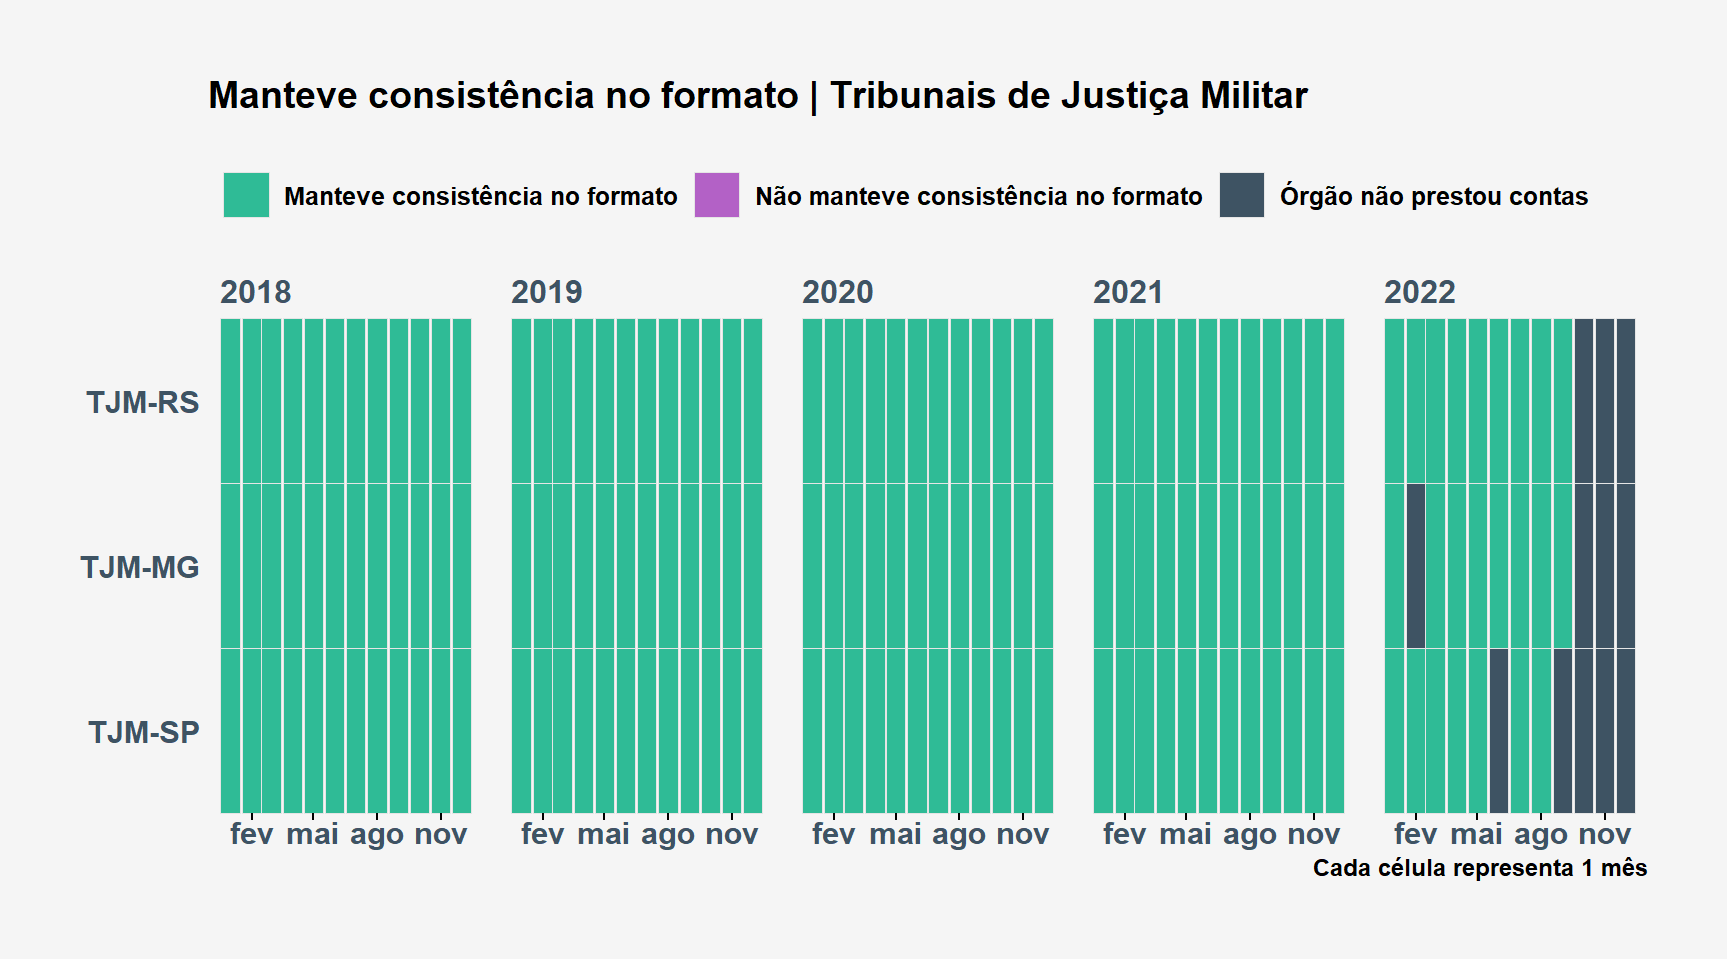 Manteve consistência no formato | Tribunais de Justiça Militar
Manteve consistência no formato Não manteve consistência no formato Órgão não prestou contas
2018 2019 2020 2021 2022
TJM-RS
TJM-MG
TJM-SP
fev mai ago nov fev mai ago nov fev mai ago nov fev mai ago nov fev mai ago nov
Cada célula representa 1 mês